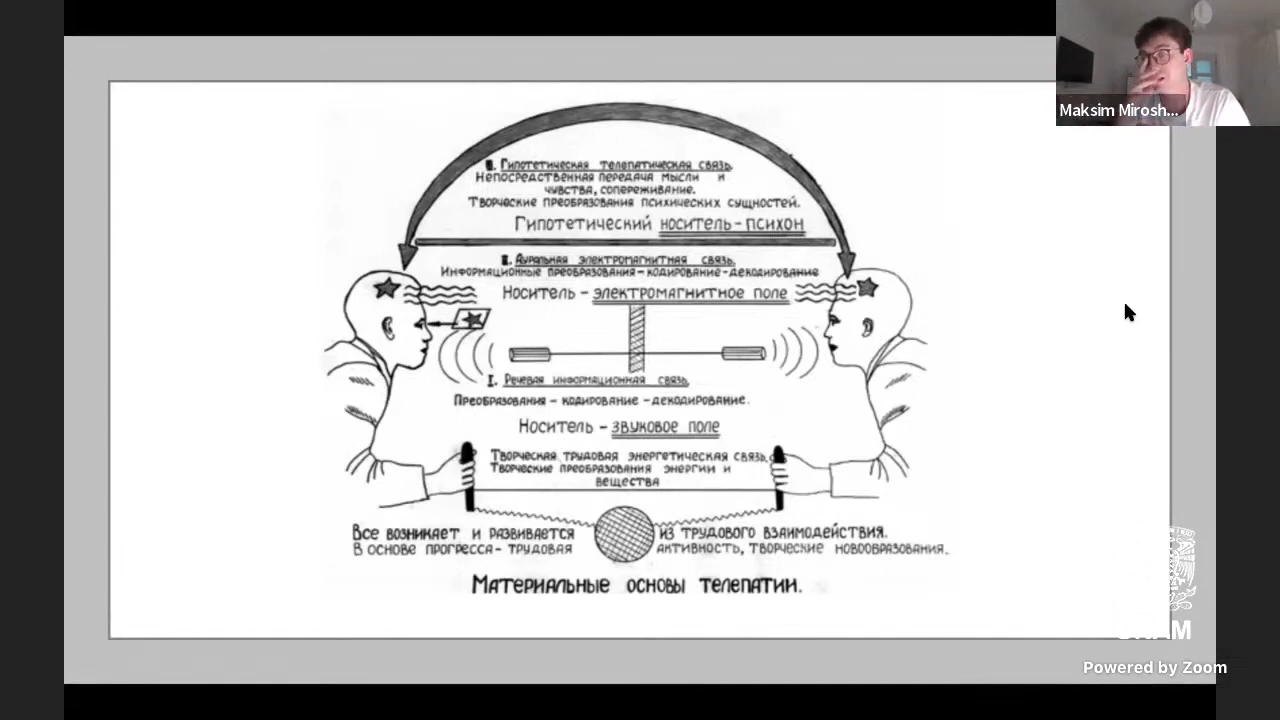 Maksim Mirosh...
III. Гипотетическая телепатическая связь.
Непосредственная передача мысли и
чувства, сопереживание.
Творческие преобразования психических сущностей.
Гипотетический носитель – психон
II. Ауральная электромагнитная связь.
Информационные преобразования – кодирование – декодирование
Носитель – электромагнитное поле
I. Речевая информационная связь.
Преобразования – кодирование – декодирование.
Носитель – звуковое поле
Творческая трудовая энергетическая связь.
Творческие преобразования энергии и
вещества
Все возникает и развивается из трудового взаимодействия.
В основе прогресса – трудовая активность, творческие новообразования.
Материальные основы телепатии.
Powered by Zoom